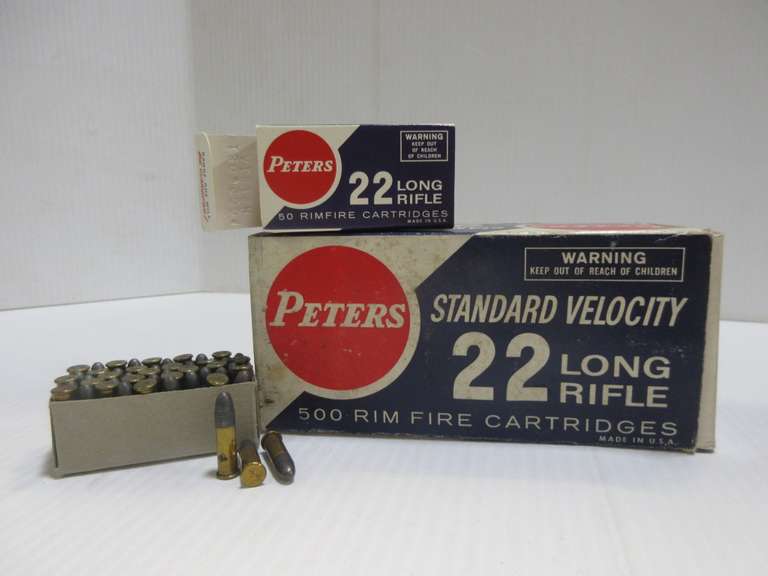 PETERS
WARNING
KEEP OUT
OF REACH
OF CHILDREN
22 LONG RIFLE
50 RIMFIRE CARTRIDGES
MADE IN U.S.A.
PETERS
WARNING
KEEP OUT OF REACH OF CHILDREN
STANDARD VELOCITY
22 LONG RIFLE
500 RIM FIRE CARTRIDGES
MADE IN U.S.A.